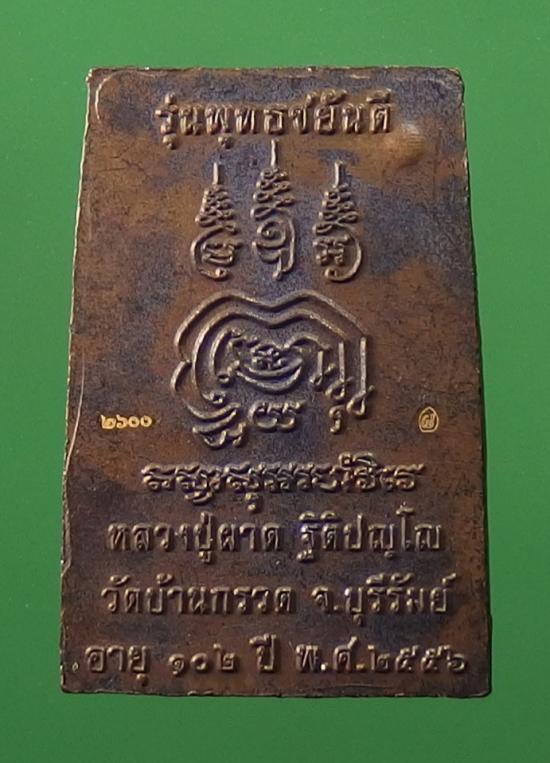 รุ่นพุทธชยันตี
๒๖๐๐
หลวงปู่ผาด ฐิติปญฺโญ
วัดบ้านกรวด จ.บุรีรัมย์
อายุ ๑๐๒ ปี พ.ศ.๒๕๕๖